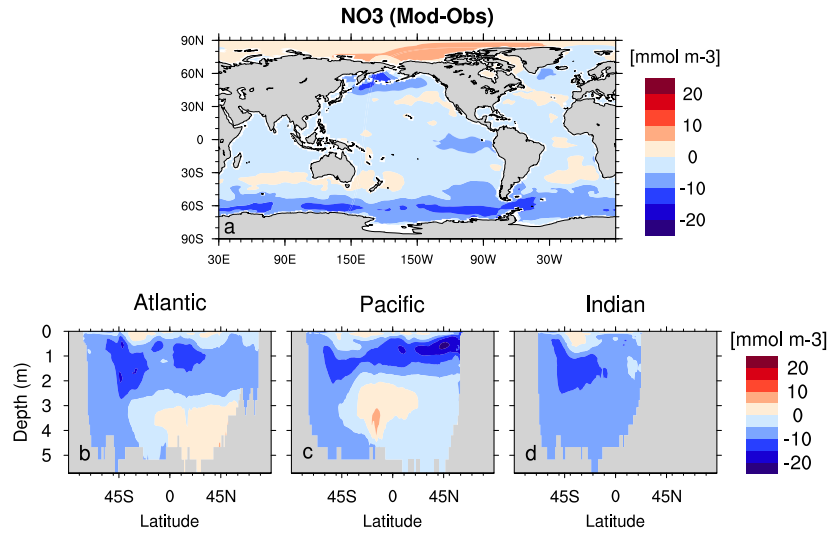 NO3 (Mod-Obs)
90N
60N
30N
0
30S
60S
90S
a
30E 90E 150E 150W 90W 30W
[mmol m-3]
20
10
0
-10
-20
Atlantic Pacific Indian
Depth (m)
0
1
2
3
4
5
b c d
45S 0 45N 45S 0 45N 45S 0 45N
Latitude Latitude Latitude
[mmol m-3]
20
10
0
-10
-20